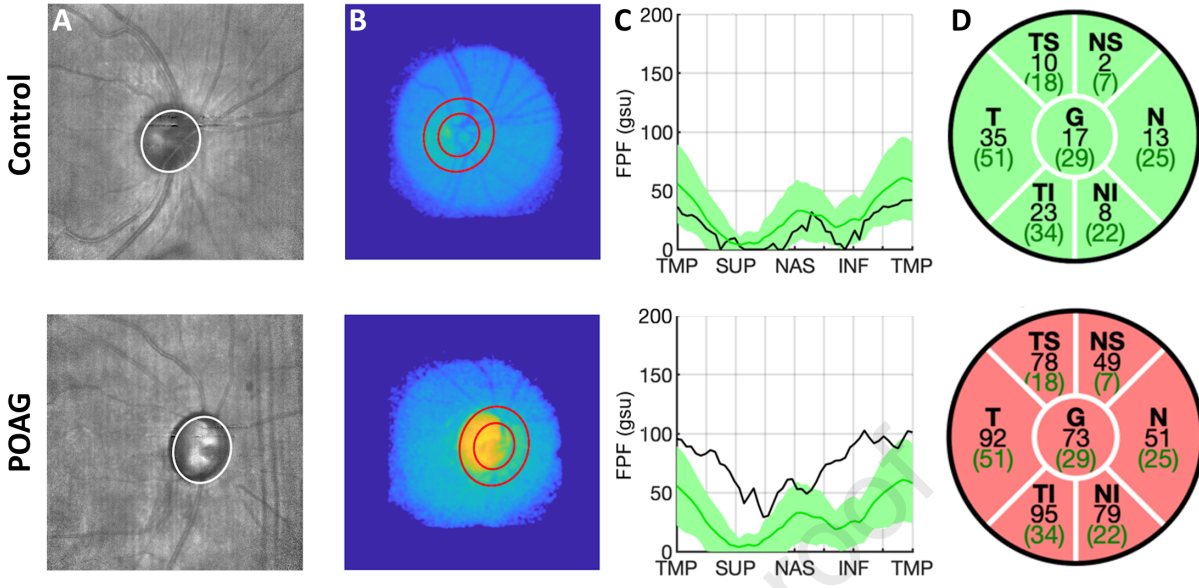 A
B
C
D
Control
200
150
100
50
0
FPF (gsu)
TMP SUP NAS INF TMP
TS NS
10 2
(18) (7)
T G N
35 17 13
(51) (29) (25)
TI NI
23 8
(34) (22)
POAG
200
150
100
50
0
FPF (gsu)
TMP SUP NAS INF TMP
TS NS
78 49
(18) (7)
T G N
92 73 51
(51) (29) (25)
TI NI
95 79
(34) (22)
roof